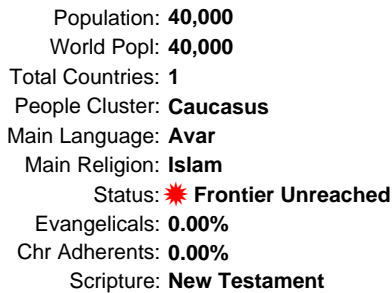 Population: 40,000
World Popl: 40,000
Total Countries: 1
People Cluster: Caucasus
Main Language: Avar
Main Religion: Islam
Status: Frontier Unreached
Evangelicals: 0.00%
Chr Adherents: 0.00%
Scripture: New Testament